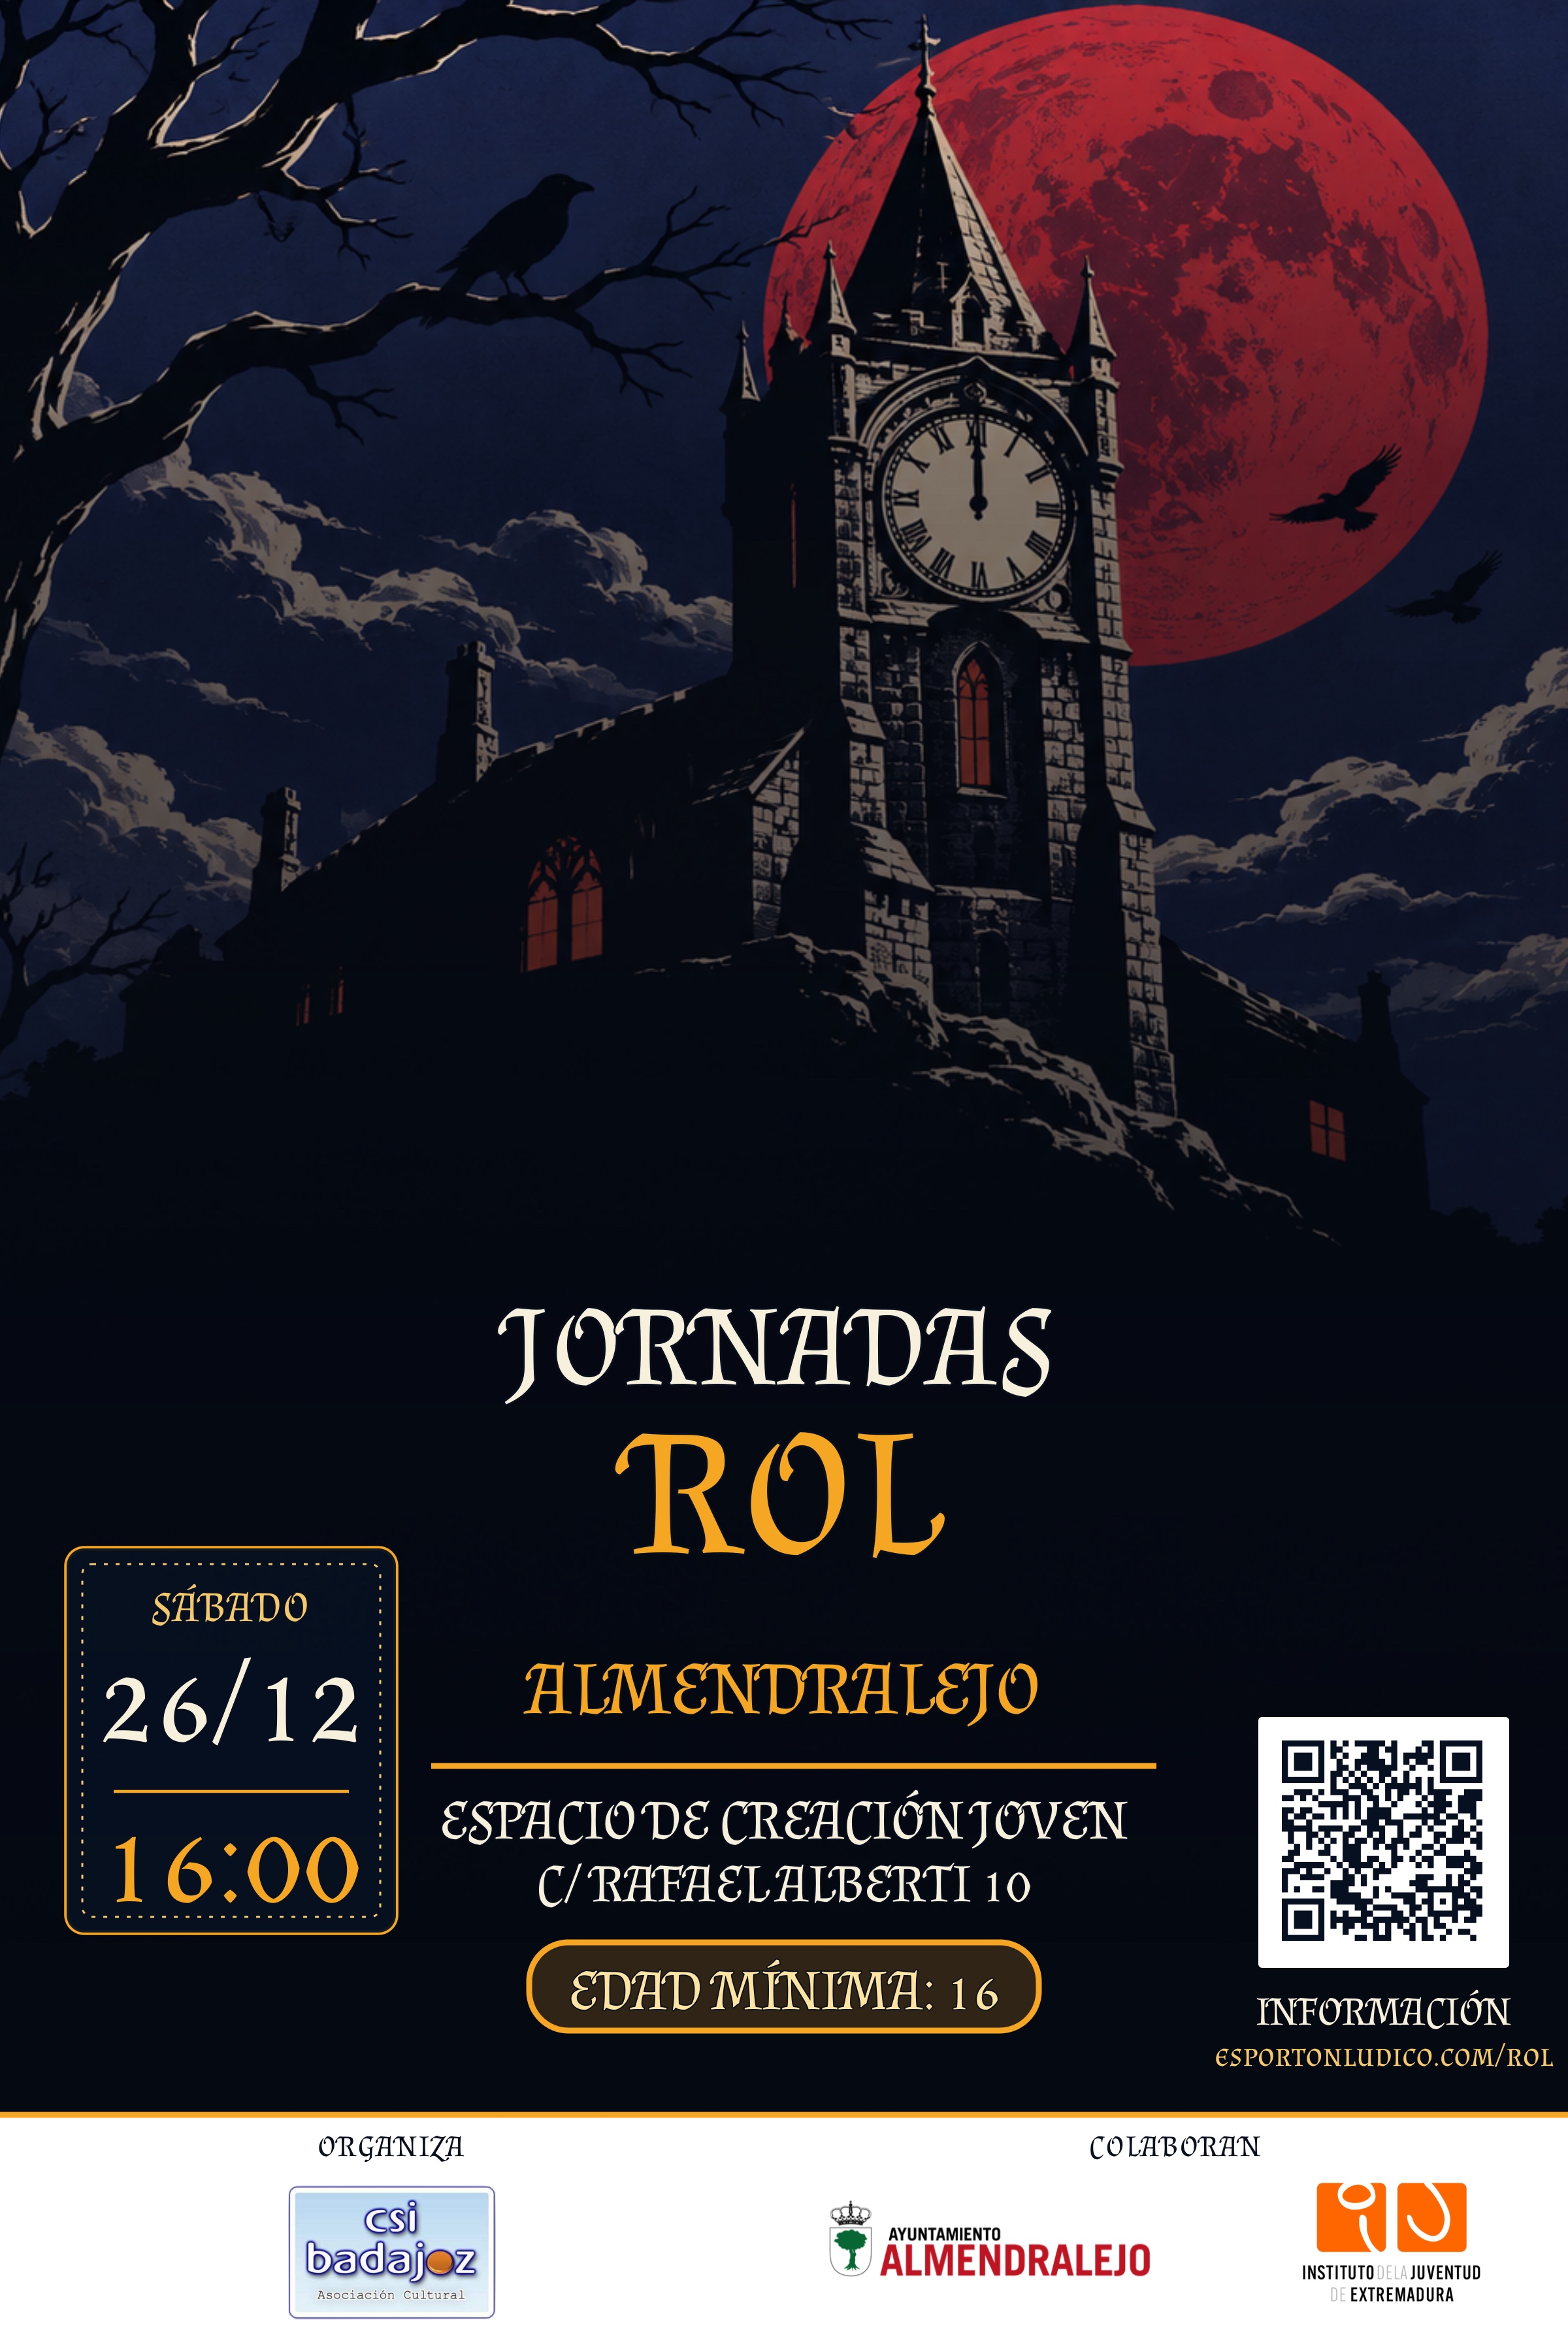 JORNADAS
ROL
SÁBADO
26/12
16:00
ALMENDRALEJO
ESPACIO DE CREACIÓN JOVEN
C/ RAFAEL ALBERTI 10
EDAD MÍNIMA: 16
INFORMACIÓN
ESPORTONLUDICO.COM/ROL
ORGANIZA
csi
badajoz
Asociación Cultural
COLABORAN
AYUNTAMIENTO
ALMENDRALEJO
INSTITUTO DE LA JUVENTUD
DE EXTREMADURA